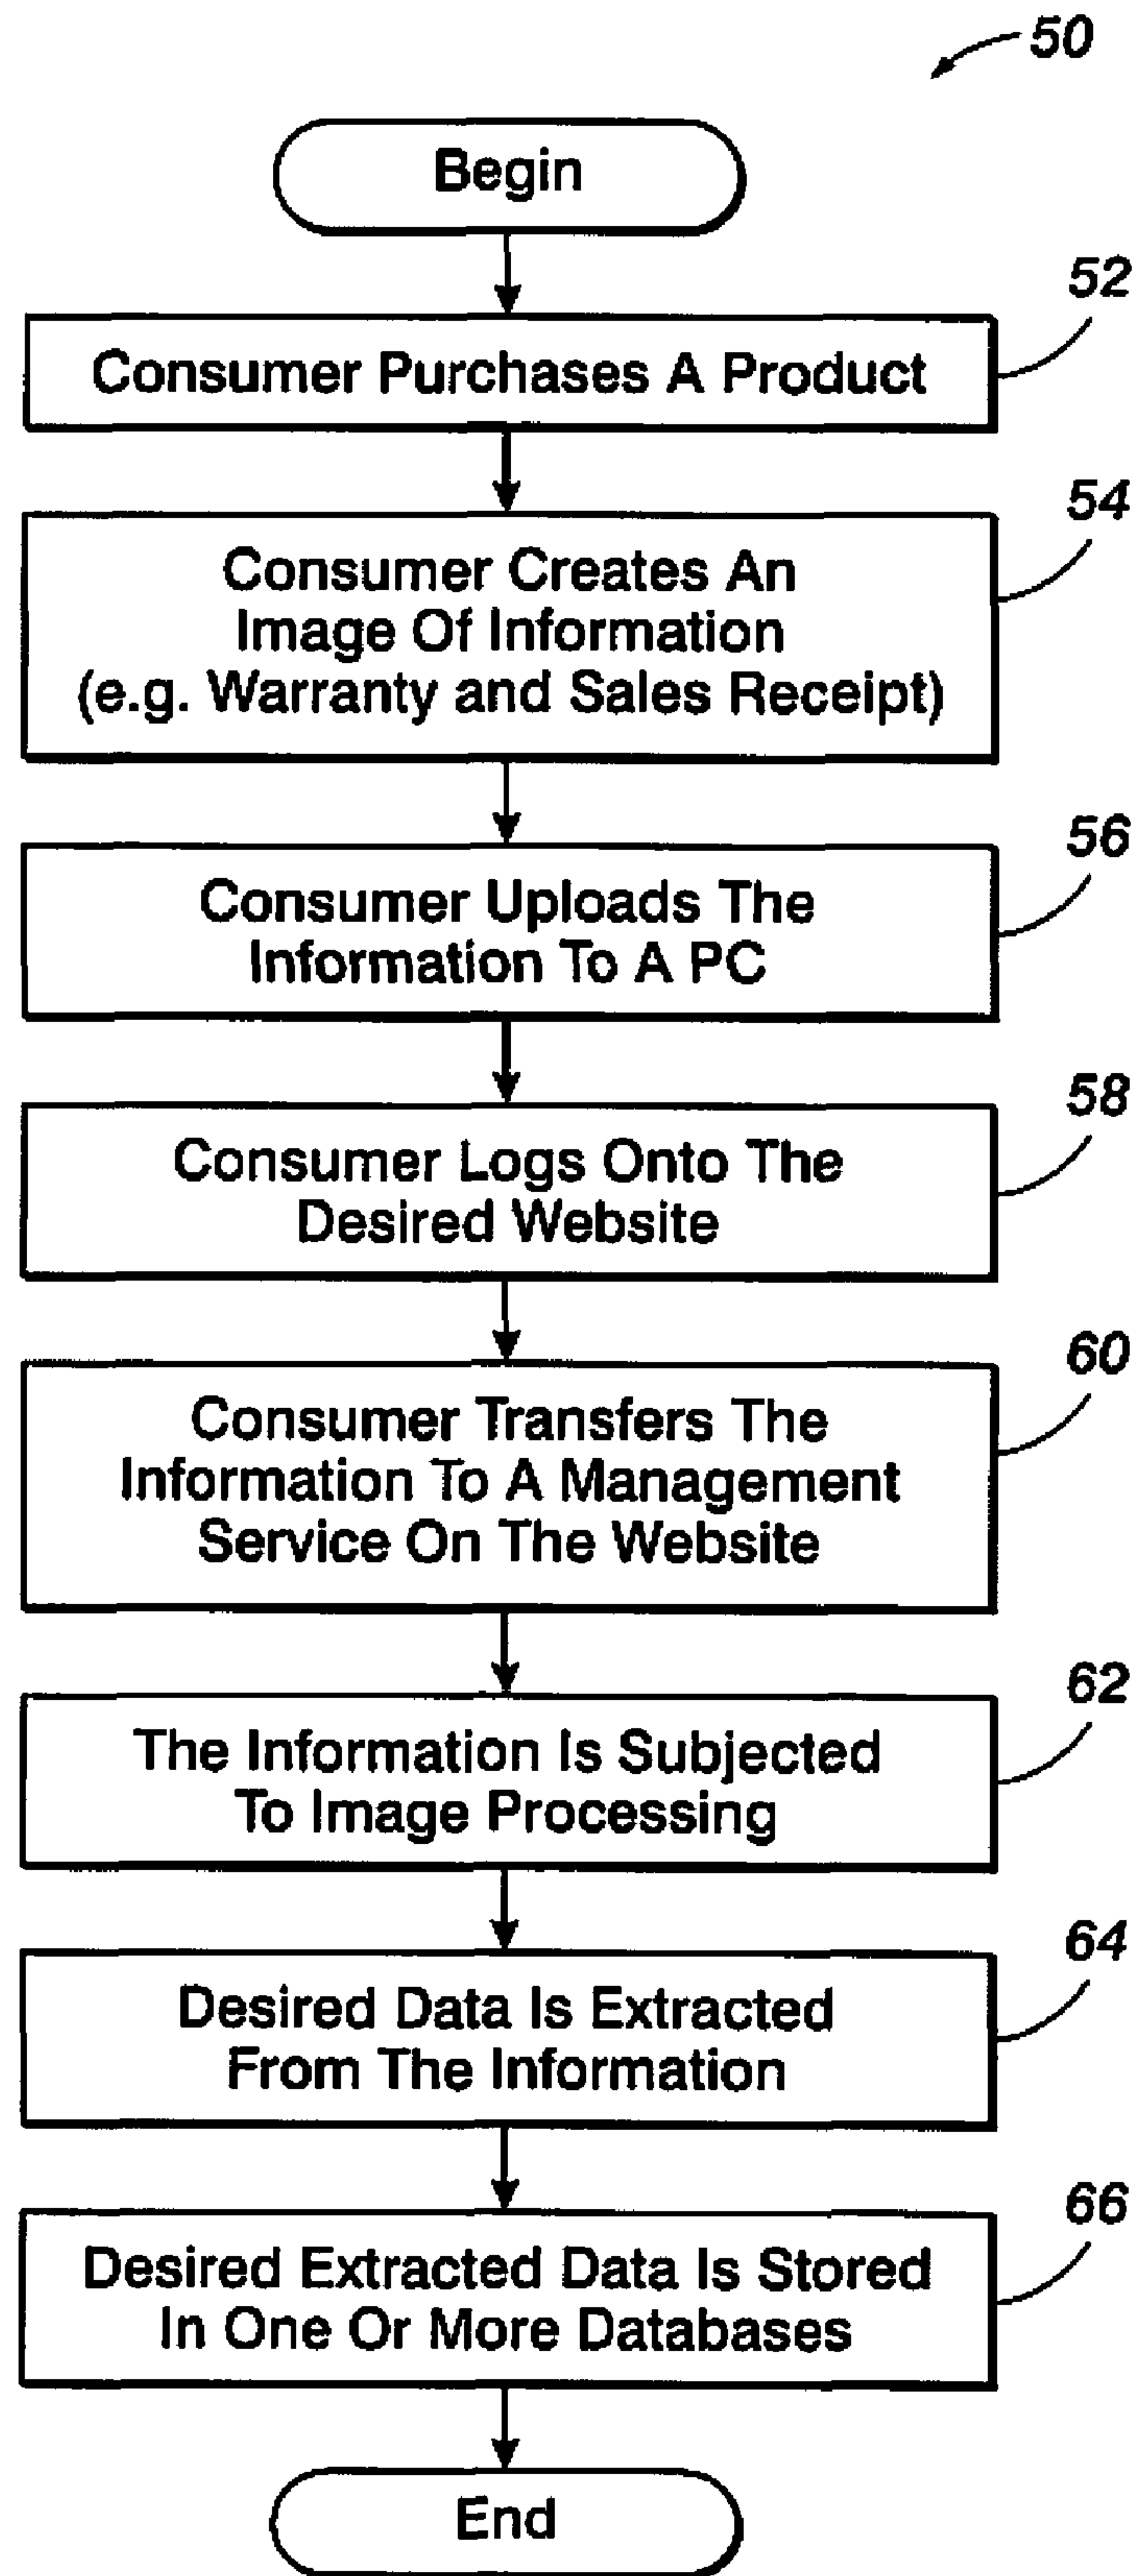 50
Begin
52
Consumer Purchases A Product
54
Consumer Creates An
Image Of Information
(e.g. Warranty and Sales Receipt)
56
Consumer Uploads The
Information To A PC
58
Consumer Logs Onto The
Desired Website
60
Consumer Transfers The
Information To A Management
Service On The Website
62
The Information Is Subjected
To Image Processing
64
Desired Data Is Extracted
From The Information
66
Desired Extracted Data Is Stored
In One Or More Databases
End